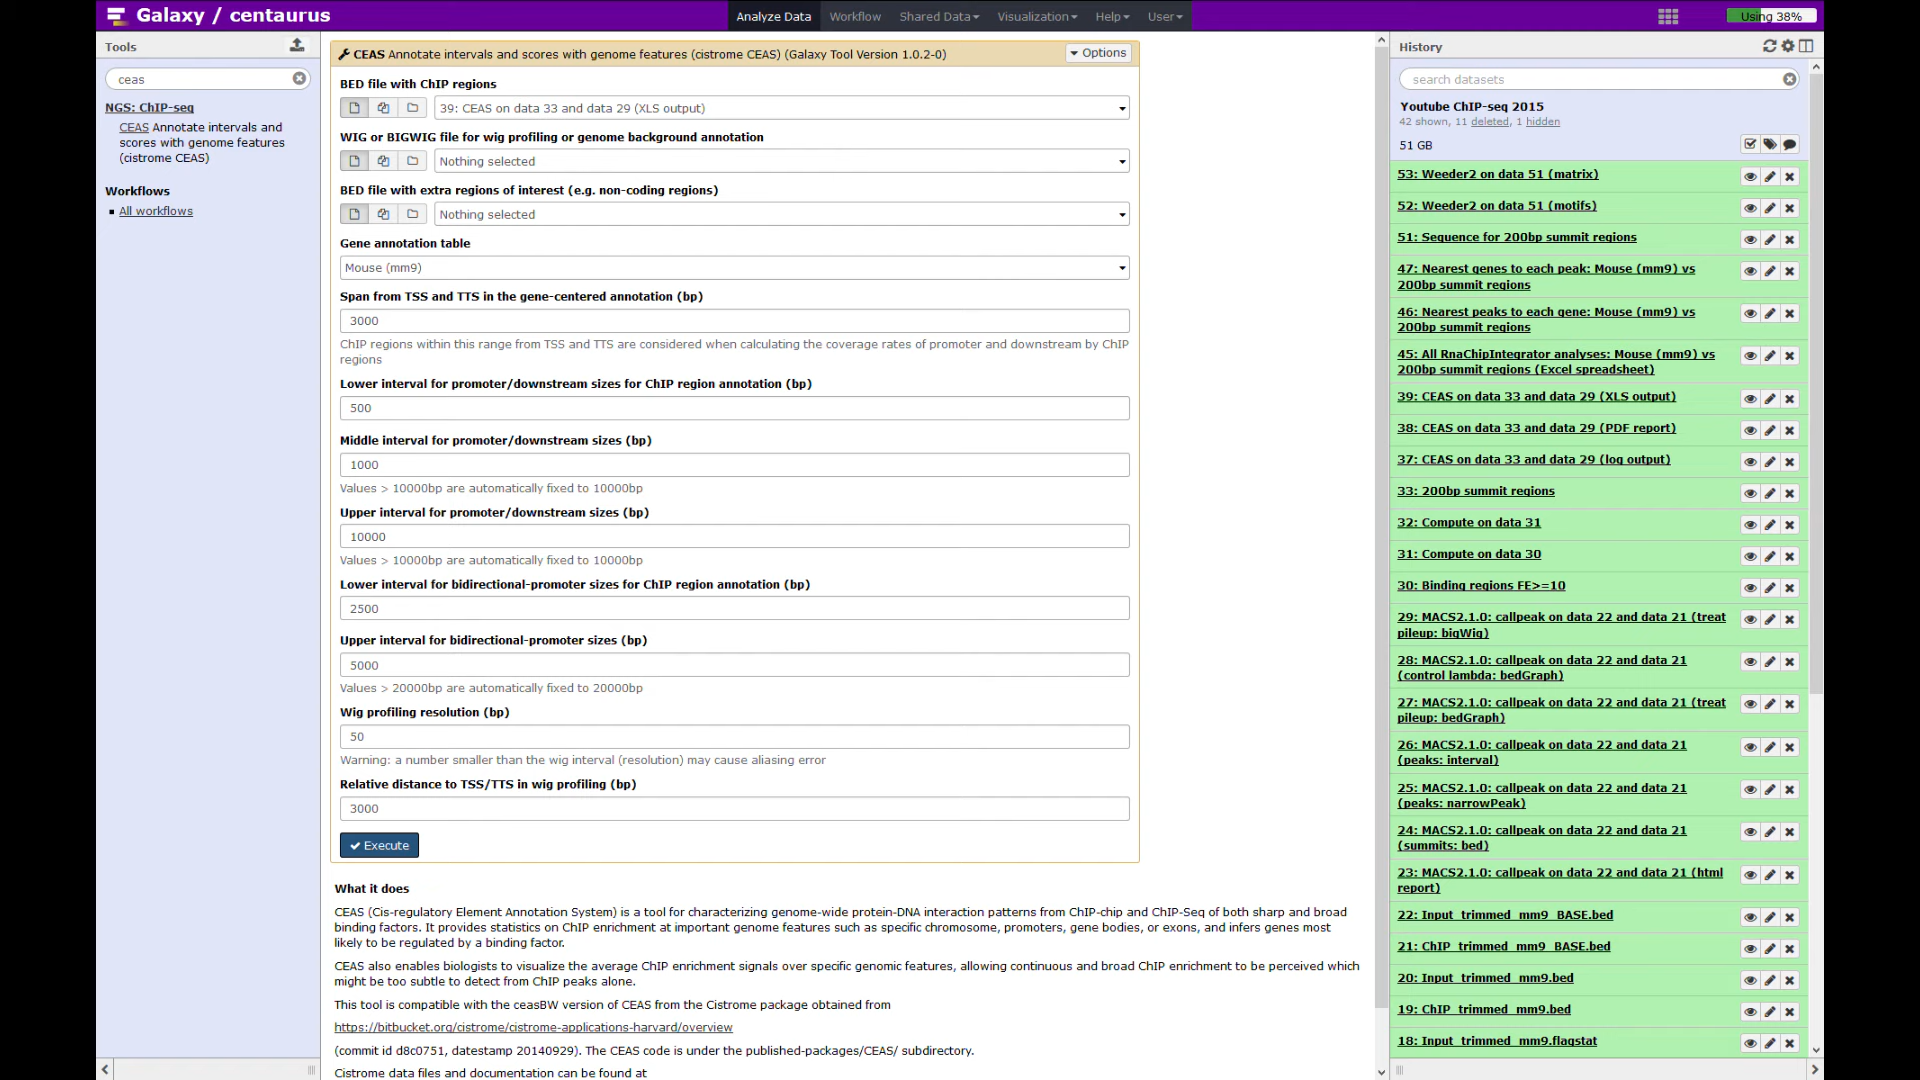 Galaxy / centaurus
Analyze Data
Workflow
Shared Data
Visualization
Help
User
Using 38%
Tools
ceas
NGS: ChIP-seq
CEAS Annotate intervals and
scores with genome features
(cistrome CEAS)
Workflows
All workflows
CEAS Annotate intervals and scores with genome features (cistrome CEAS) (Galaxy Tool Version 1.0.2-0)
Options
BED file with ChIP regions
39: CEAS on data 33 and data 29 (XLS output)
WIG or BIGWIG file for wig profiling or genome background annotation
Nothing selected
BED file with extra regions of interest (e.g. non-coding regions)
Nothing selected
Gene annotation table
Mouse (mm9)
Span from TSS and TTS in the gene-centered annotation (bp)
3000
ChIP regions within this range from TSS and TTS are considered when calculating the coverage rates of promoter and downstream by ChIP
regions
Lower interval for promoter/downstream sizes for ChIP region annotation (bp)
500
Middle interval for promoter/downstream sizes (bp)
1000
Values > 10000bp are automatically fixed to 10000bp
Upper interval for promoter/downstream sizes (bp)
10000
Values > 10000bp are automatically fixed to 10000bp
Lower interval for bidirectional-promoter sizes for ChIP region annotation (bp)
2500
Upper interval for bidirectional-promoter sizes (bp)
5000
Values > 20000bp are automatically fixed to 20000bp
Wig profiling resolution (bp)
50
Warning: a number smaller than the wig interval (resolution) may cause aliasing error
Relative distance to TSS/TTS in wig profiling (bp)
3000
Execute
What it does
CEAS (Cis-regulatory Element Annotation System) is a tool for characterizing genome-wide protein-DNA interaction patterns from ChIP-chip and ChIP-Seq of both sharp and broad
binding factors. It provides statistics on ChIP enrichment at important genome features such as specific chromosome, promoters, gene bodies, or exons, and infers genes most
likely to be regulated by a binding factor.
CEAS also enables biologists to visualize the average ChIP enrichment signals over specific genomic features, allowing continuous and broad ChIP enrichment to be perceived which
might be too subtle to detect from ChIP peaks alone.
This tool is compatible with the ceasBW version of CEAS from the Cistrome package obtained from
https://bitbucket.org/cistrome/cistrome-applications-harvard/overview
(commit id d8c0751, datestamp 20140929). The CEAS code is under the published-packages/CEAS/ subdirectory.
Cistrome data files and documentation can be found at
History
search datasets
Youtube ChIP-seq 2015
42 shown, 11 deleted, 1 hidden
51 GB
53: Weeder2 on data 51 (matrix)
52: Weeder2 on data 51 (motifs)
51: Sequence for 200bp summit regions
47: Nearest genes to each peak: Mouse (mm9) vs
200bp summit regions
46: Nearest peaks to each gene: Mouse (mm9) vs
200bp summit regions
45: All RnaChipIntegrator analyses: Mouse (mm9) vs
200bp summit regions (Excel spreadsheet)
39: CEAS on data 33 and data 29 (XLS output)
38: CEAS on data 33 and data 29 (PDF report)
37: CEAS on data 33 and data 29 (log output)
33: 200bp summit regions
32: Compute on data 31
31: Compute on data 30
30: Binding regions FE>=10
29: MACS2.1.0: callpeak on data 22 and data 21 (treat
pileup: bigWig)
28: MACS2.1.0: callpeak on data 22 and data 21
(control lambda: bedGraph)
27: MACS2.1.0: callpeak on data 22 and data 21 (treat
pileup: bedGraph)
26: MACS2.1.0: callpeak on data 22 and data 21
(peaks: interval)
25: MACS2.1.0: callpeak on data 22 and data 21
(peaks: narrowPeak)
24: MACS2.1.0: callpeak on data 22 and data 21
(summits: bed)
23: MACS2.1.0: callpeak on data 22 and data 21 (html
report)
22: Input_trimmed_mm9_BASE.bed
21: ChIP_trimmed_mm9_BASE.bed
20: Input_trimmed_mm9.bed
19: ChIP_trimmed_mm9.bed
18: Input_trimmed_mm9.flagstat